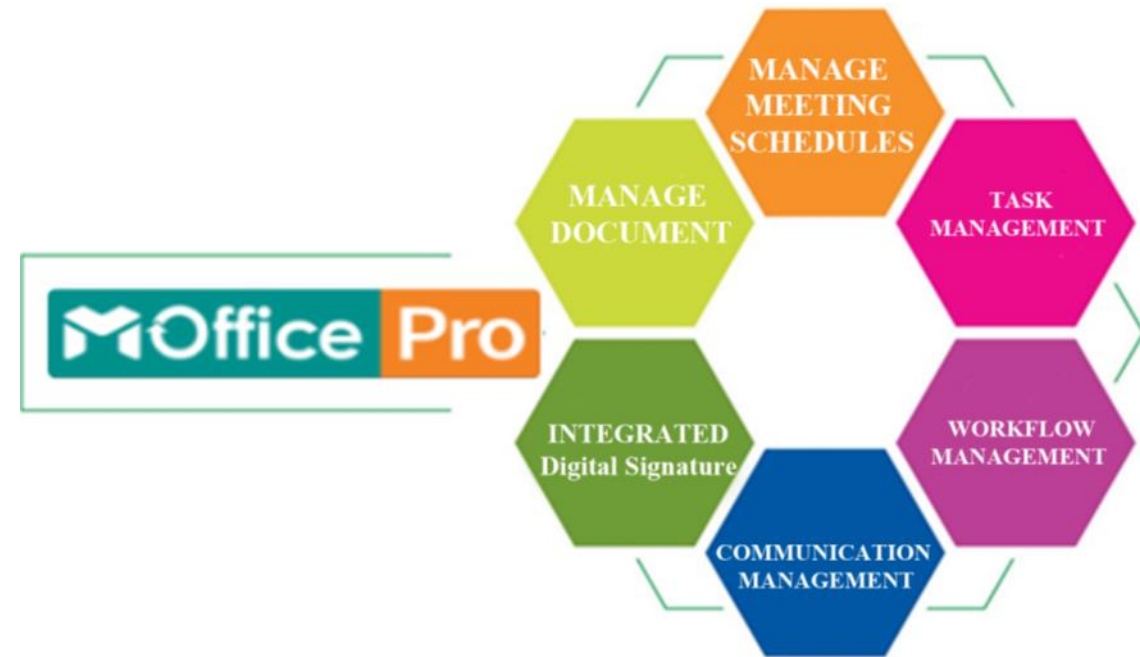 MANAGE
MEETING
SCHEDULES
MANAGE
DOCUMENT
TASK
MANAGEMENT
MOffice Pro
INTEGRATED
Digital Signature
WORKFLOW
MANAGEMENT
COMMUNICATION
MANAGEMENT